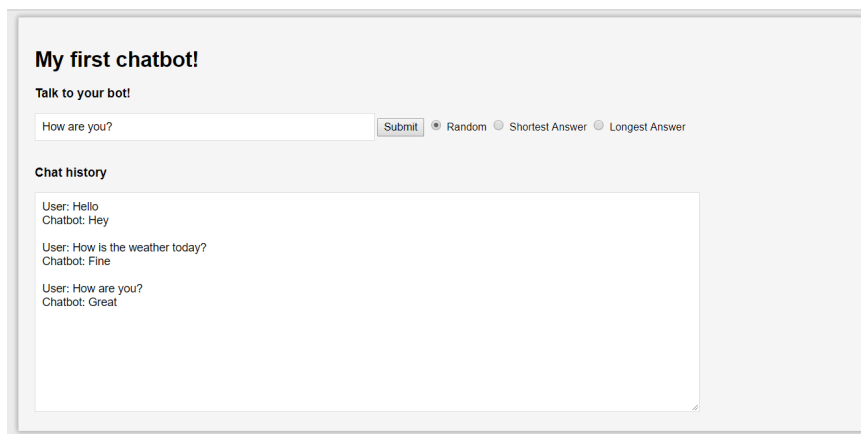 My first chatbot!
Talk to your bot!
How are you? Submit Random Shortest Answer Longest Answer
Chat history
User: Hello
Chatbot: Hey
User: How is the weather today?
Chatbot: Fine
User: How are you?
Chatbot: Great